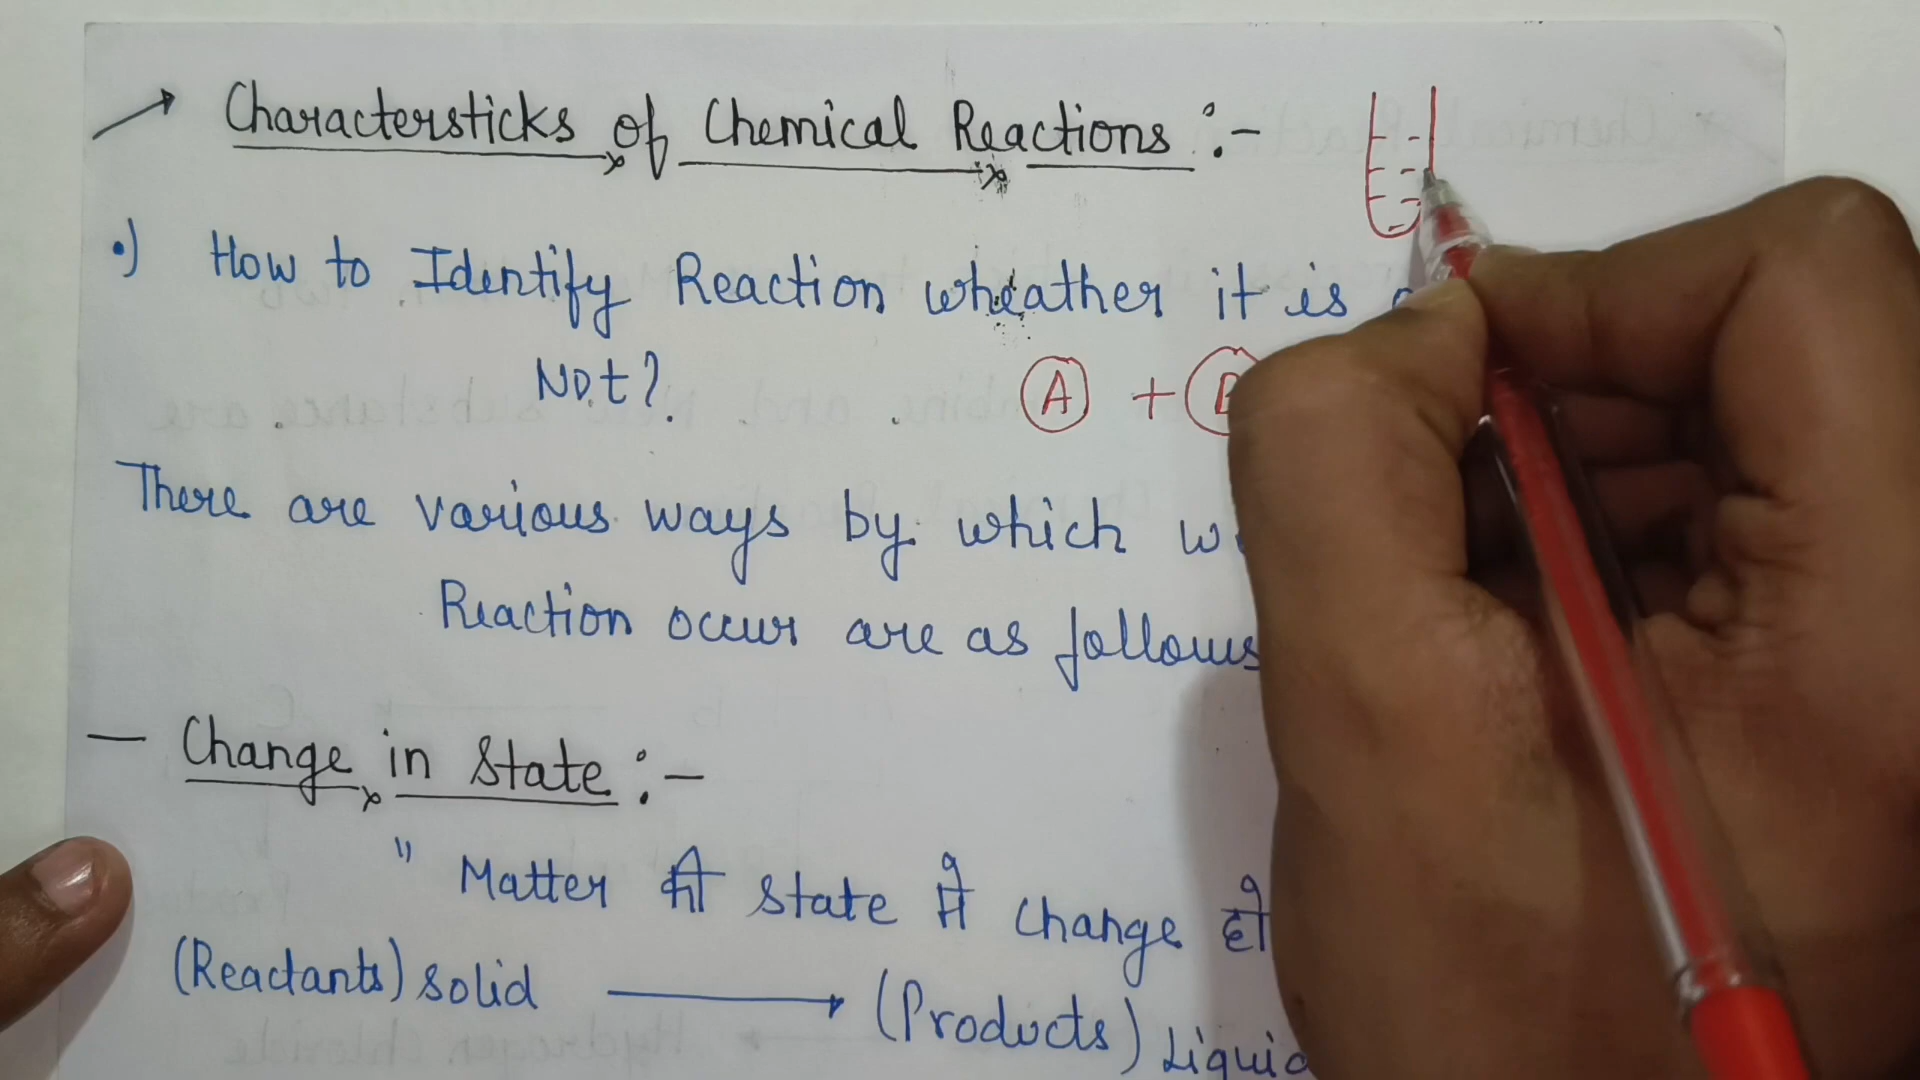 Charactersticks of Chemical Reactions :-
•) How to Identify Reaction wheather it is
Not?
A +
There are various ways by which
Reaction occur are as follows
— Change in State :-
" Matter की state में change
(Reactants) solid → (Products) Liquid